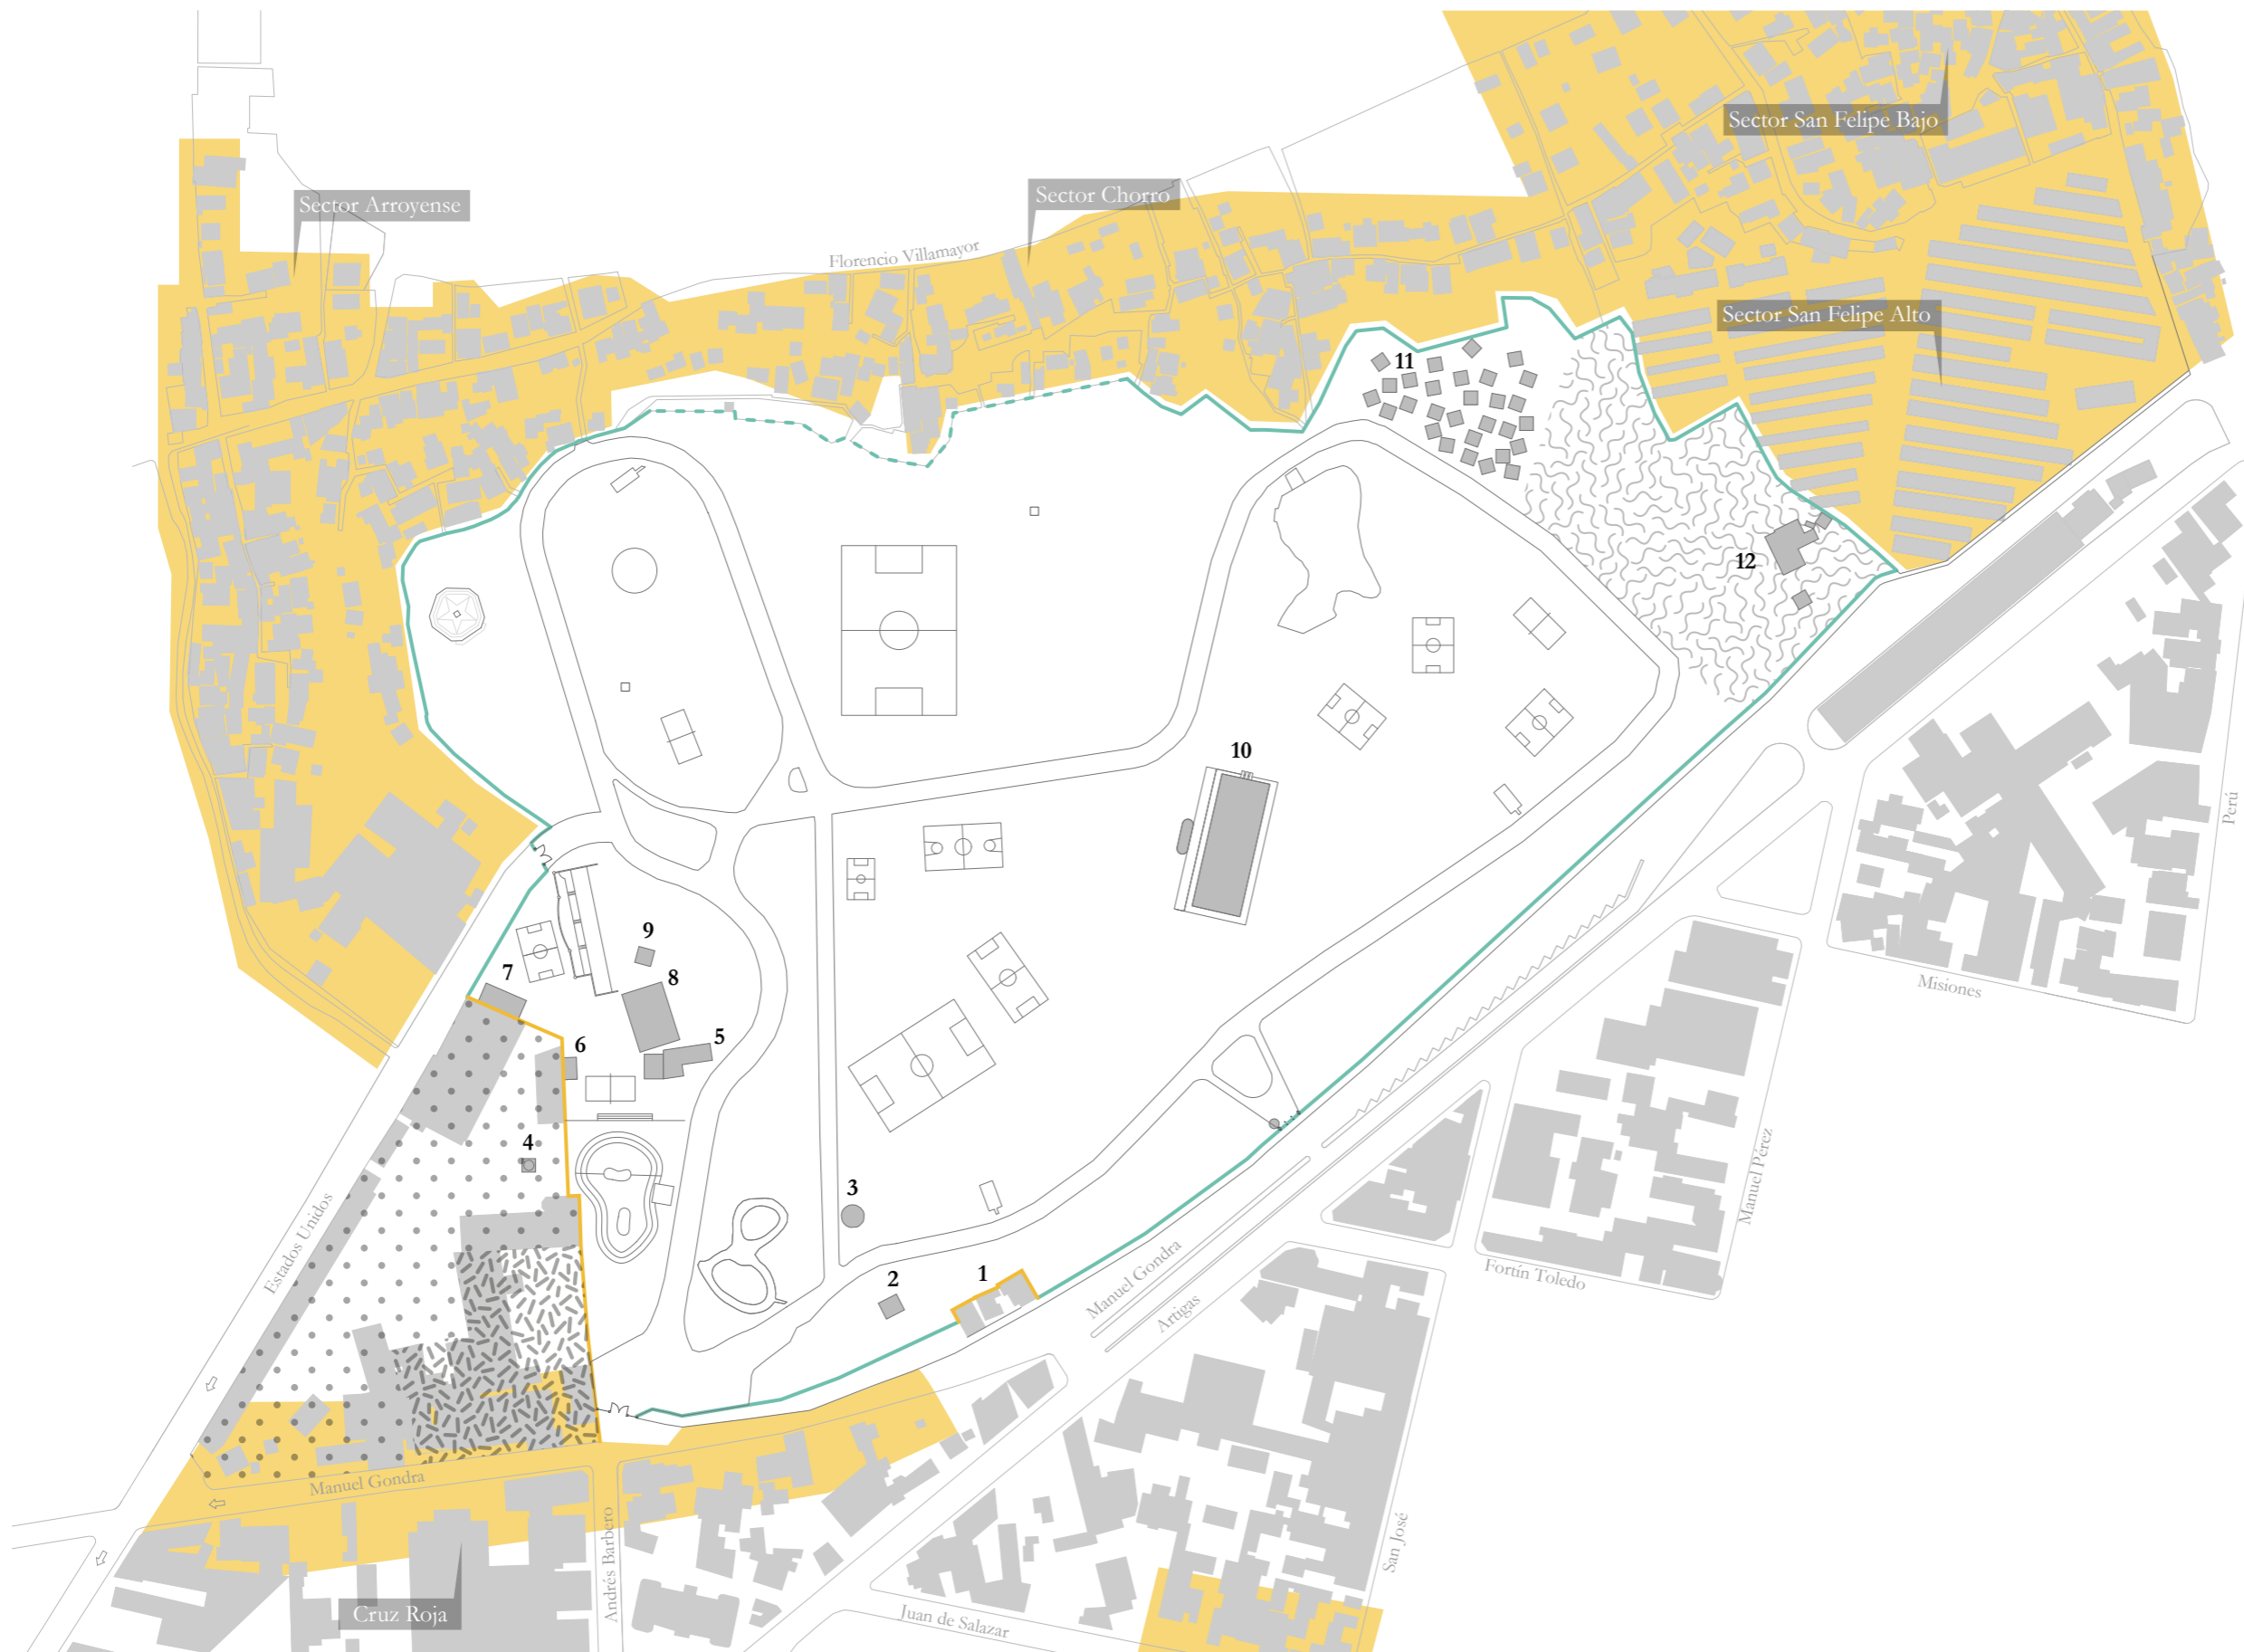 Sector San Felipe Bajo
Sector Arroyense
Sector Chorro
Florencio Villamayor
Sector San Felipe Alto
11
12
10
Perú
9
8
7
Misiones
5
6
4
Manuel Pérez
3
Estados Unidos
2
1
Manuel Gondra
Artigas
Fortín Toledo
Manuel Gondra
Andrés Barbero
San José
Cruz Roja
Juan de Salazar